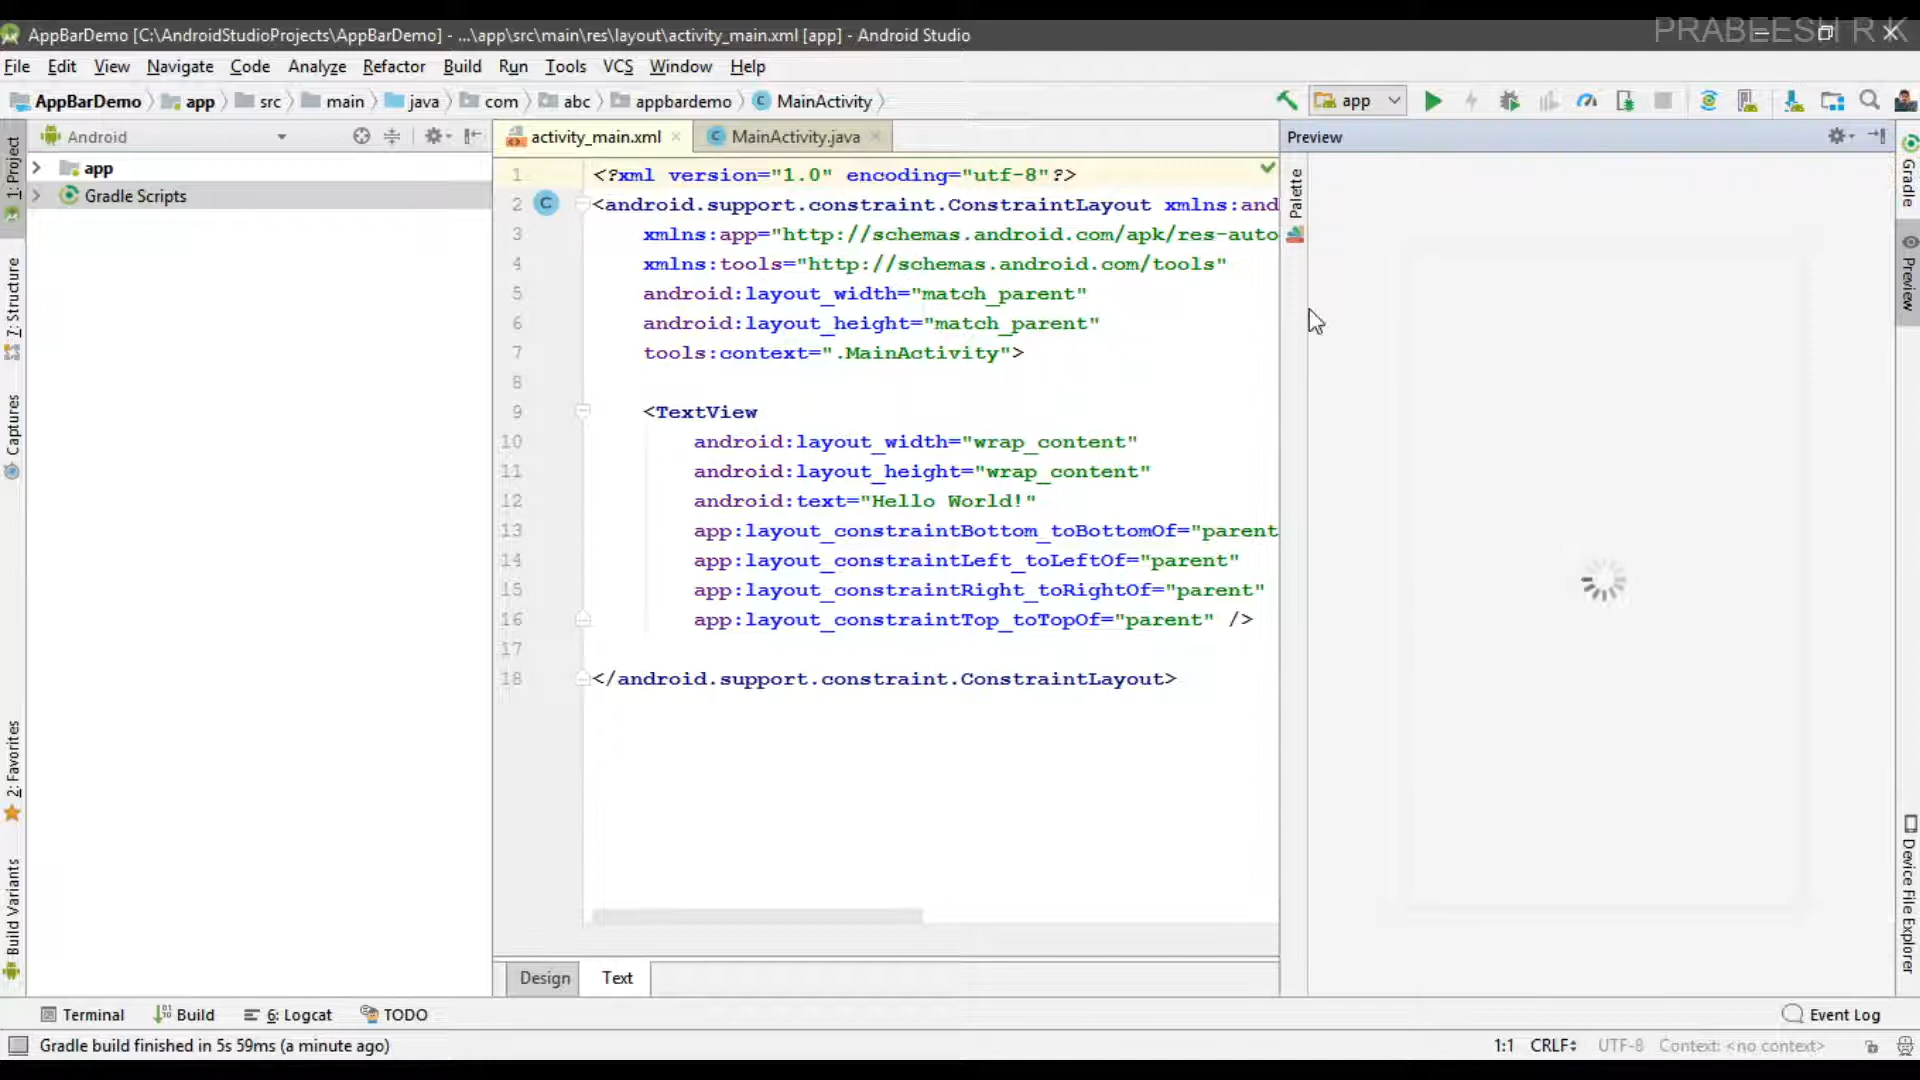 PRABEESH R K
AppBarDemo [C:\AndroidStudioProjects\AppBarDemo] - ...\app\src\main\res\layout\activity_main.xml [app] - Android Studio
File Edit View Navigate Code Analyze Refactor Build Run Tools VCS Window Help
AppBarDemo app src main java com abc appbardemo MainActivity app
Android
activity_main.xml MainActivity.java
Preview
app
Gradle Scripts
1: Project
7: Structure
Captures
2: Favorites
Build Variants
1 <?xml version="1.0" encoding="utf-8"?>
2 <android.support.constraint.ConstraintLayout xmlns:and
3 xmlns:app="http://schemas.android.com/apk/res-auto
4 xmlns:tools="http://schemas.android.com/tools"
5 android:layout_width="match_parent"
6 android:layout_height="match_parent"
7 tools:context=".MainActivity">
8
9 <TextView
10 android:layout_width="wrap_content"
11 android:layout_height="wrap_content"
12 android:text="Hello World!"
13 app:layout_constraintBottom_toBottomOf="parent
14 app:layout_constraintLeft_toLeftOf="parent"
15 app:layout_constraintRight_toRightOf="parent"
16 app:layout_constraintTop_toTopOf="parent" />
17
18 </android.support.constraint.ConstraintLayout>
Palette
Gradle
Preview
Device File Explorer
Design Text
Terminal Build 6: Logcat TODO Event Log
Gradle build finished in 5s 59ms (a minute ago) 1:1 CRLF UTF-8 Context: <no context>